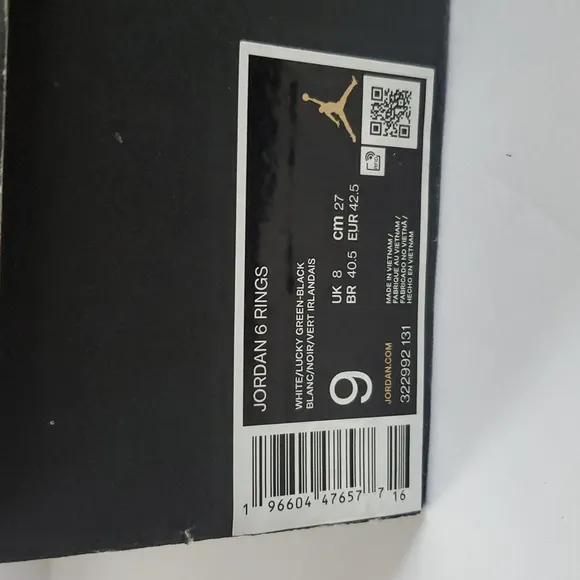 JORDAN 6 RINGS
WHITE/LUCKY GREEN-BLACK
BLANC/NOIR/VERT IRLANDAIS
9
UK 8 cm 27
BR 40.5 EUR 42.5
JORDAN.COM
322992 131
MADE IN VIETNAM /
FABRIQUE AU VIETNAM /
FABRICADO NO VIETNÃ /
HECHO EN VIETNAM
1 96604 47657 7 16